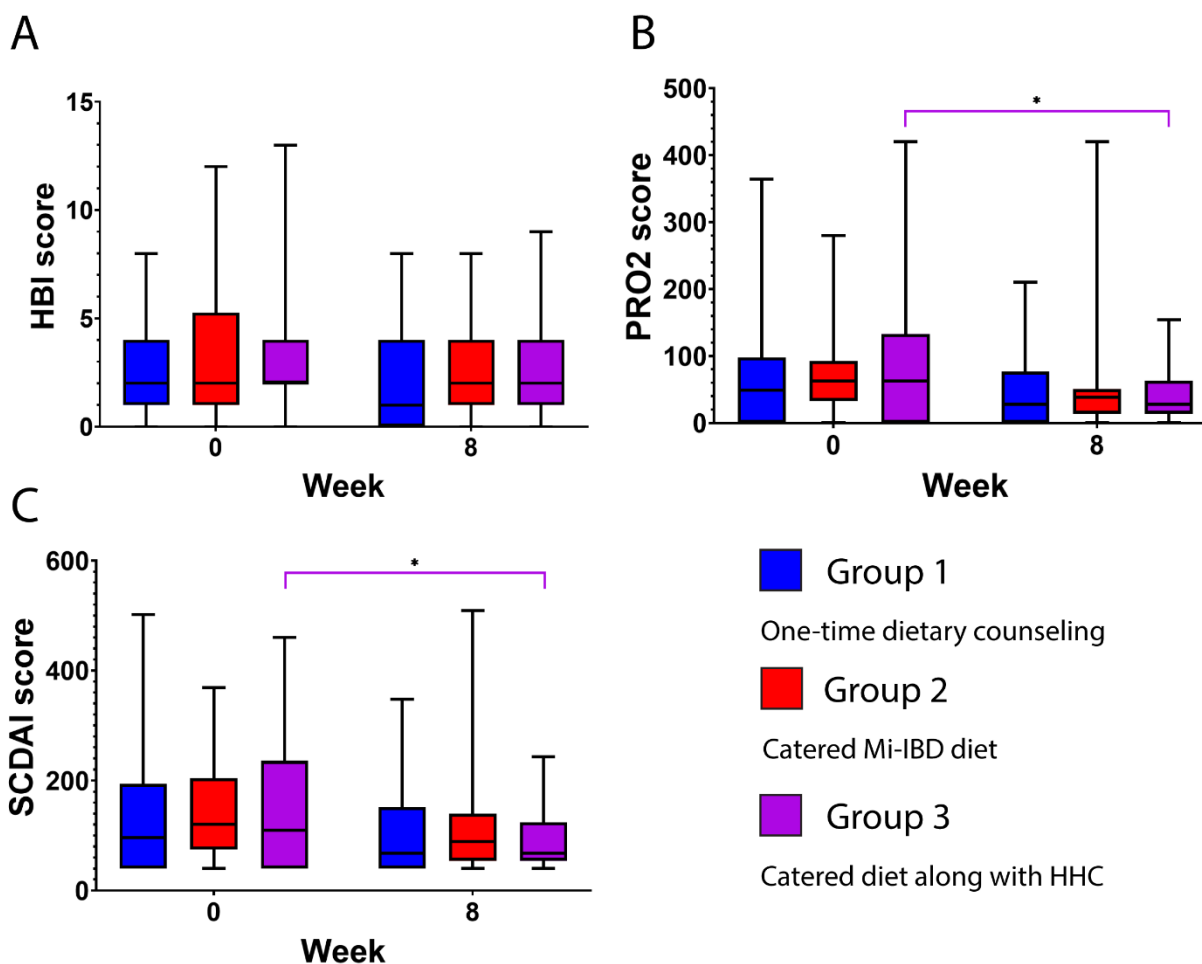 A
HBI score
15
10
5
0
0
8
Week
B
PRO2 score
500
400
300
200
100
0
*
0
8
Week
C
SCDAI score
600
400
200
0
*
0
8
Week
Group 1
One-time dietary counseling
Group 2
Catered Mi-IBD diet
Group 3
Catered diet along with HHC